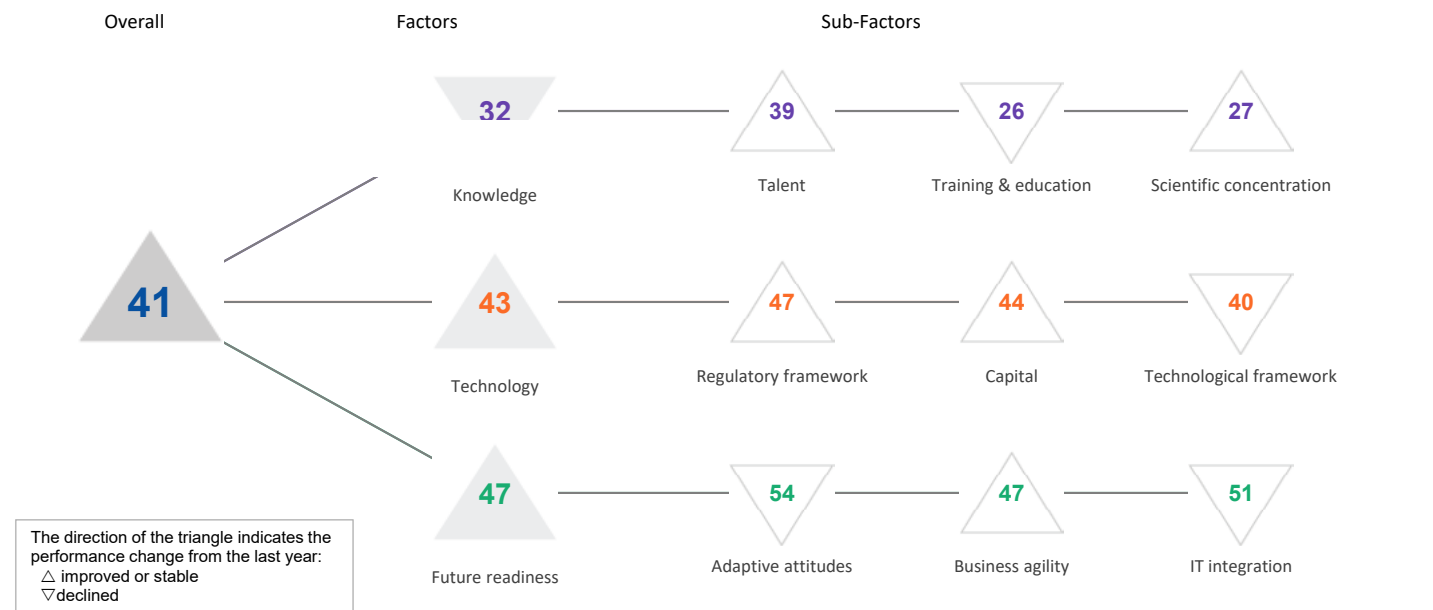 Overall Factors Sub-Factors
32 39 26 27
Knowledge Talent Training & education Scientific concentration
41 43 47 44 40
Technology Regulatory framework Capital Technological framework
47 54 47 51
Future readiness Adaptive attitudes Business agility IT integration
The direction of the triangle indicates the
performance change from the last year:
△ improved or stable
▽declined